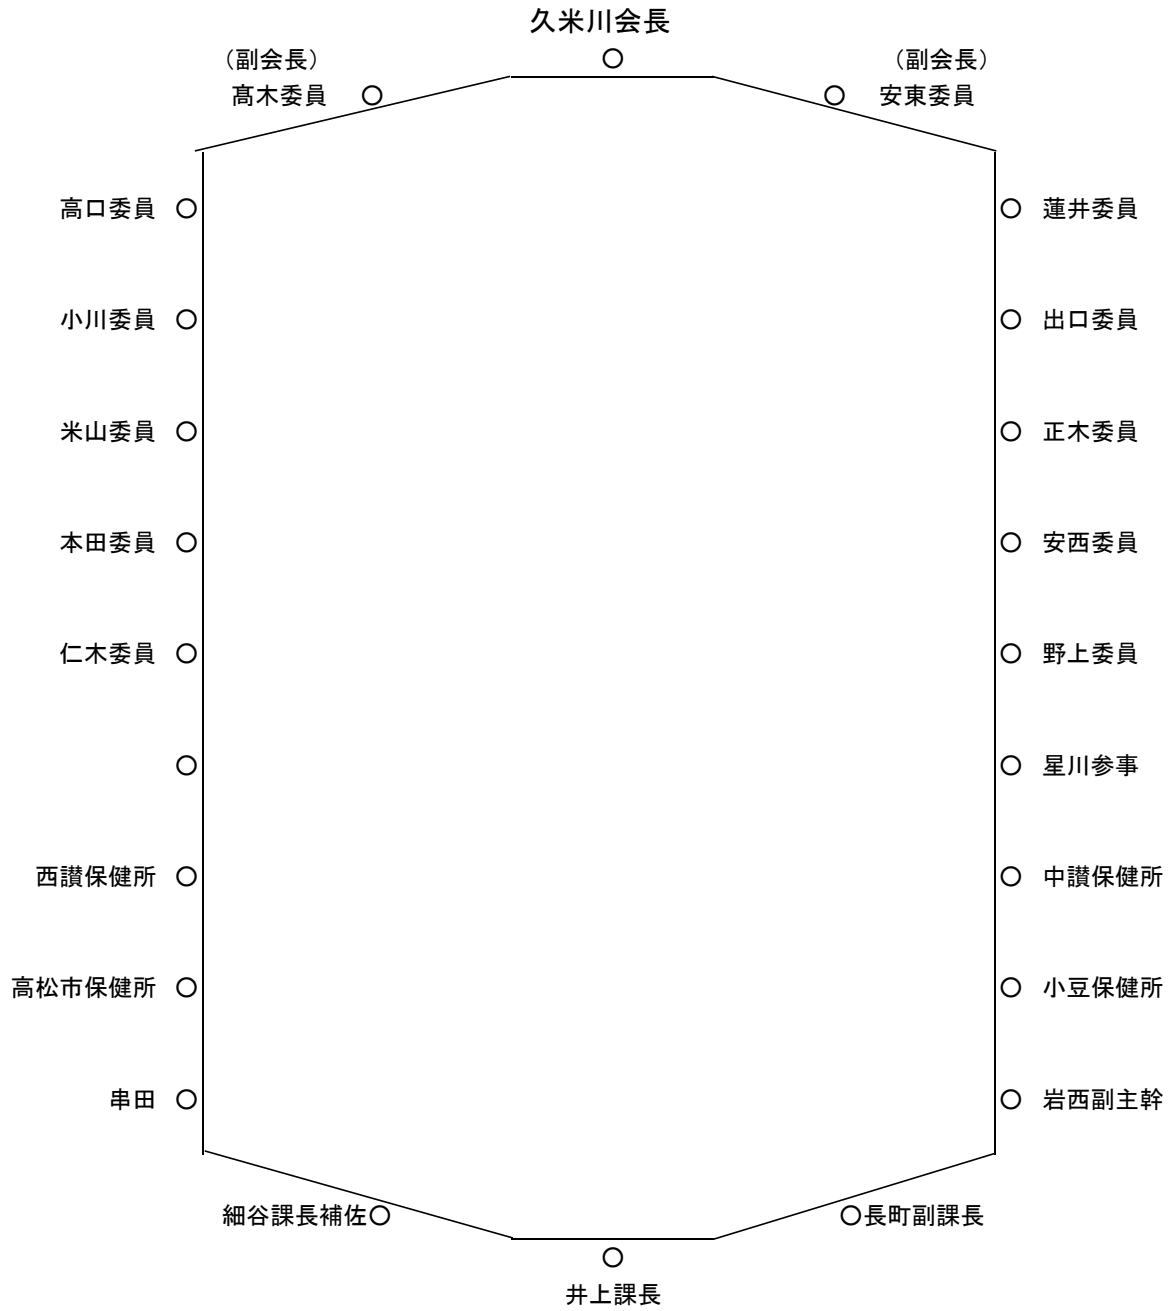 久米川会長
（副会長）
（副会長）
髙木委員
安東委員
高口委員
蓮井委員
小川委員
出口委員
米山委員
正木委員
本田委員
安西委員
仁木委員
野上委員
星川参事
西讃保健所
中讃保健所
高松市保健所
小豆保健所
串田
岩西副主幹
細谷課長補佐
長町副課長
井上課長